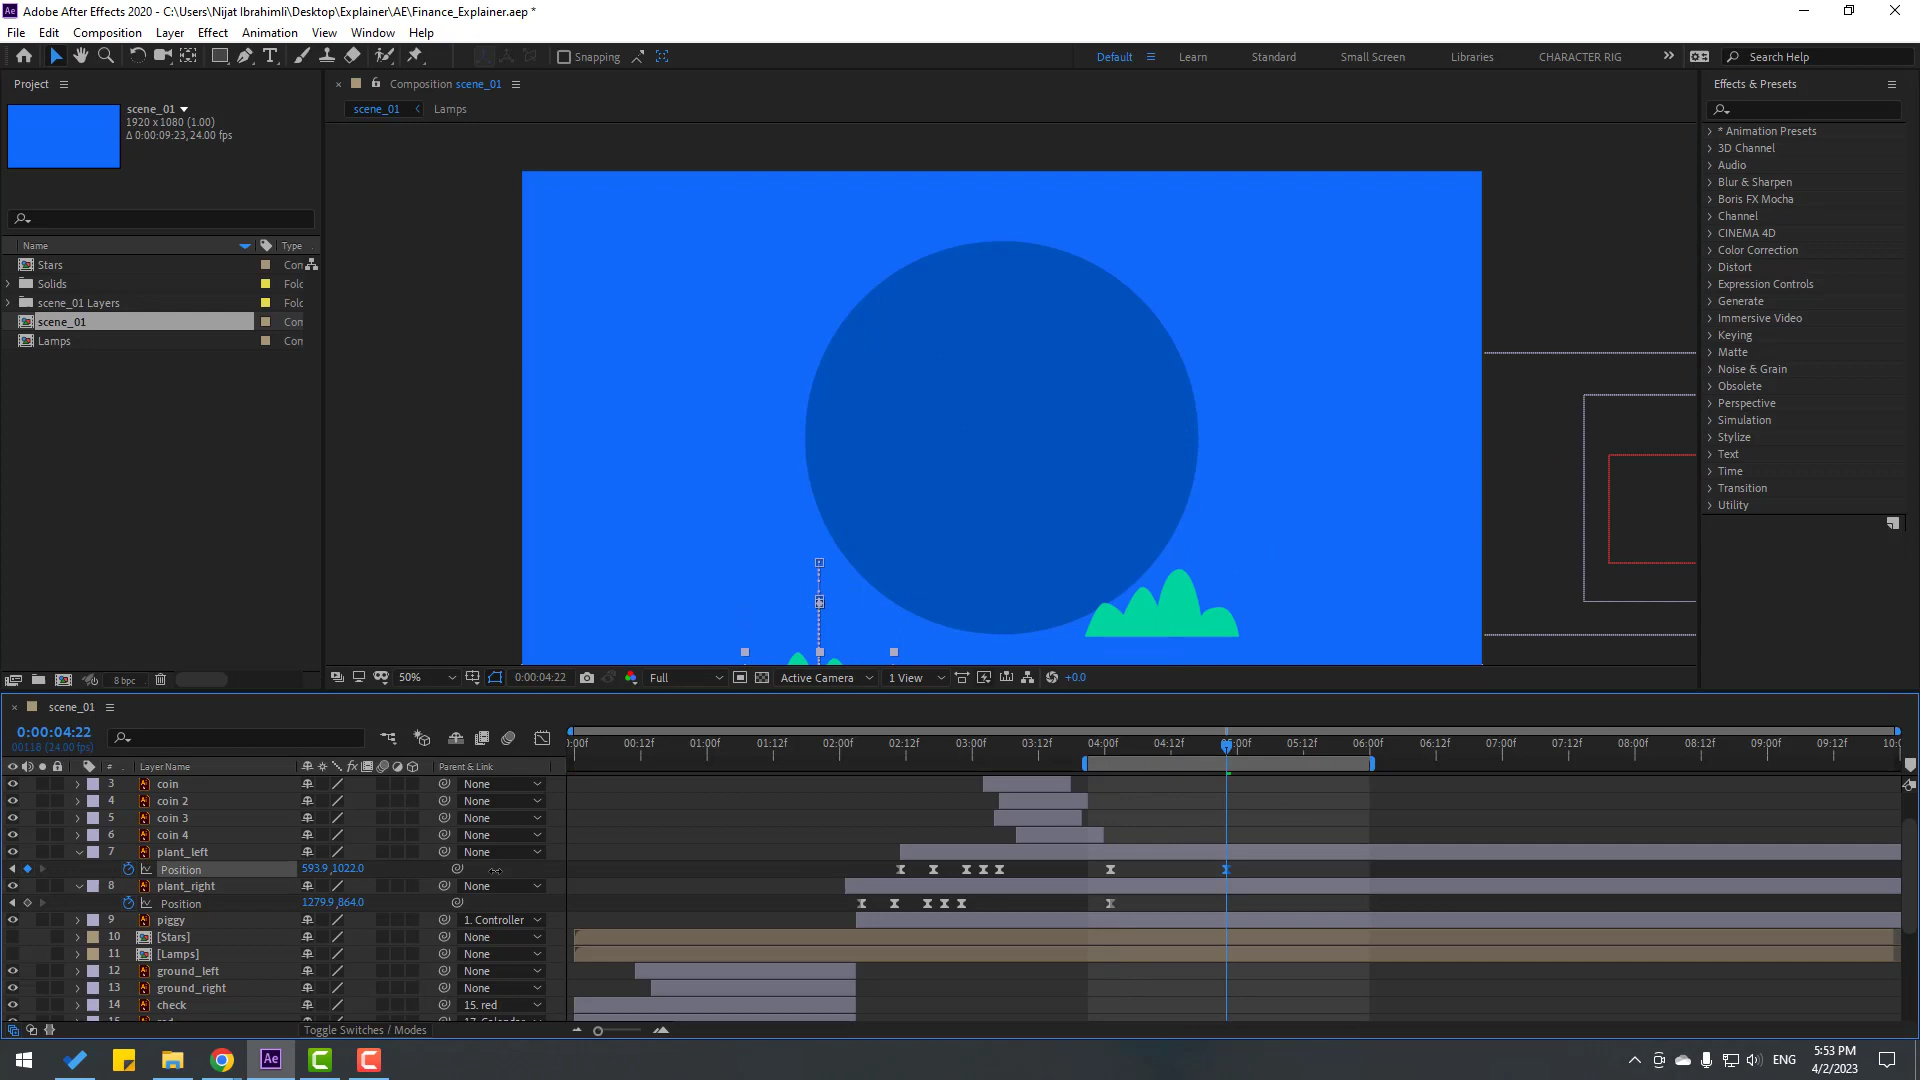 Adobe After Effects 2020 - C:\Users\Nijat Ibrahimli\Desktop\Explainer\AE\Finance_Explainer.aep *
File Edit Composition Layer Effect Animation View Window Help
Snapping
Default Learn Standard Small Screen Libraries CHARACTER RIG Search Help
Project
scene_01
1920 x 1080 (1.00)
Δ 0:00:09:23, 24.00 fps
Name Type
Stars Con
Solids Folc
scene_01 Layers Folc
scene_01 Con
Lamps Con
8 bpc
Composition scene_01
scene_01 Lamps
50% 0:00:04:22 Full Active Camera 1 View +0.0
Effects & Presets
* Animation Presets
3D Channel
Audio
Blur & Sharpen
Boris FX Mocha
Channel
CINEMA 4D
Color Correction
Distort
Expression Controls
Generate
Immersive Video
Keying
Matte
Noise & Grain
Obsolete
Perspective
Simulation
Stylize
Text
Time
Transition
Utility
scene_01
0:00:04:22
00118 (24.00 fps)
:00f 00:12f 01:00f 01:12f 02:00f 02:12f 03:00f 03:12f 04:00f 04:12f 05:00f 05:12f 06:00f 06:12f 07:00f 07:12f 08:00f 08:12f 09:00f 09:12f 10:0
# Layer Name Parent & Link
3 coin None
4 coin 2 None
5 coin 3 None
6 coin 4 None
7 plant_left None
Position 593.9,1022.0
8 plant_right None
Position 1279.9,864.0
9 piggy 1. Controller
10 [Stars] None
11 [Lamps] None
12 ground_left None
13 ground_right None
14 check 15. red
Toggle Switches / Modes
ENG
5:53 PM
4/2/2023